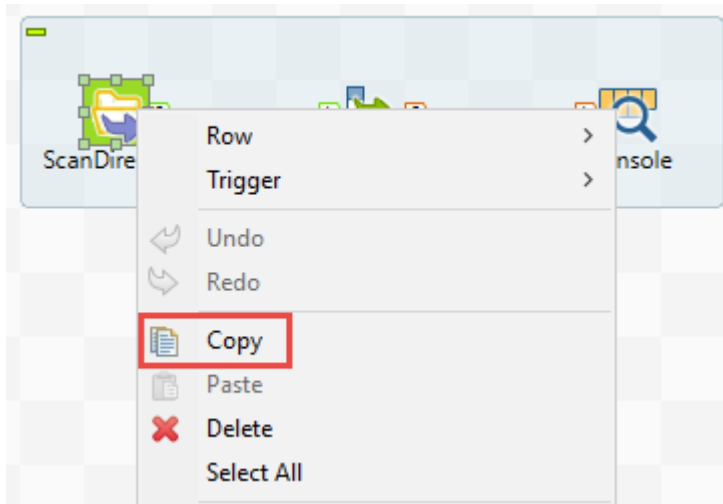 ScanDire
nsole
Row
Trigger
Undo
Redo
Copy
Paste
Delete
Select All